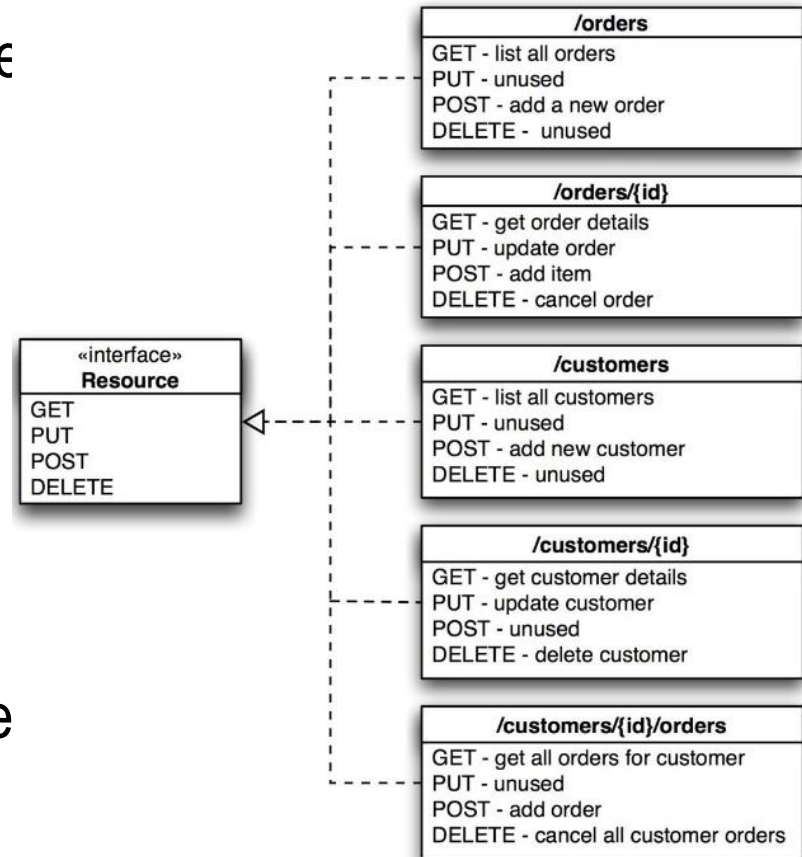 e
/orders
GET - list all orders
PUT - unused
POST - add a new order
DELETE - unused
/orders/{id}
GET - get order details
PUT - update order
POST - add item
DELETE - cancel order
«interface»
Resource
GET
PUT
POST
DELETE
/customers
GET - list all customers
PUT - unused
POST - add new customer
DELETE - unused
/customers/{id}
GET - get customer details
PUT - update customer
POST - unused
DELETE - delete customer
e
/customers/{id}/orders
GET - get all orders for customer
PUT - unused
POST - add order
DELETE - cancel all customer orders